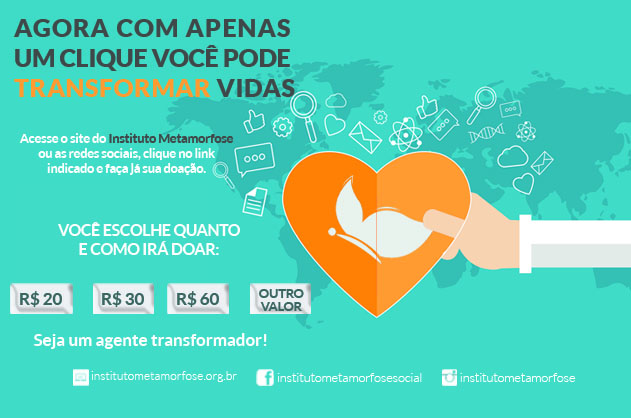 AGORA COM APENAS
UM CLIQUE VOCÊ PODE
TRANSFORMAR VIDAS
Acesse o site do Instituto Metamorfose
ou as redes sociais, clique no link
indicado e faça já sua doação.
VOCÊ ESCOLHE QUANTO
E COMO IRÁ DOAR:
R$ 20
R$ 30
R$ 60
OUTRO
VALOR
Seja um agente transformador!
institutometamorfose.org.br
institutometamorfosesocial
institutometamorfose